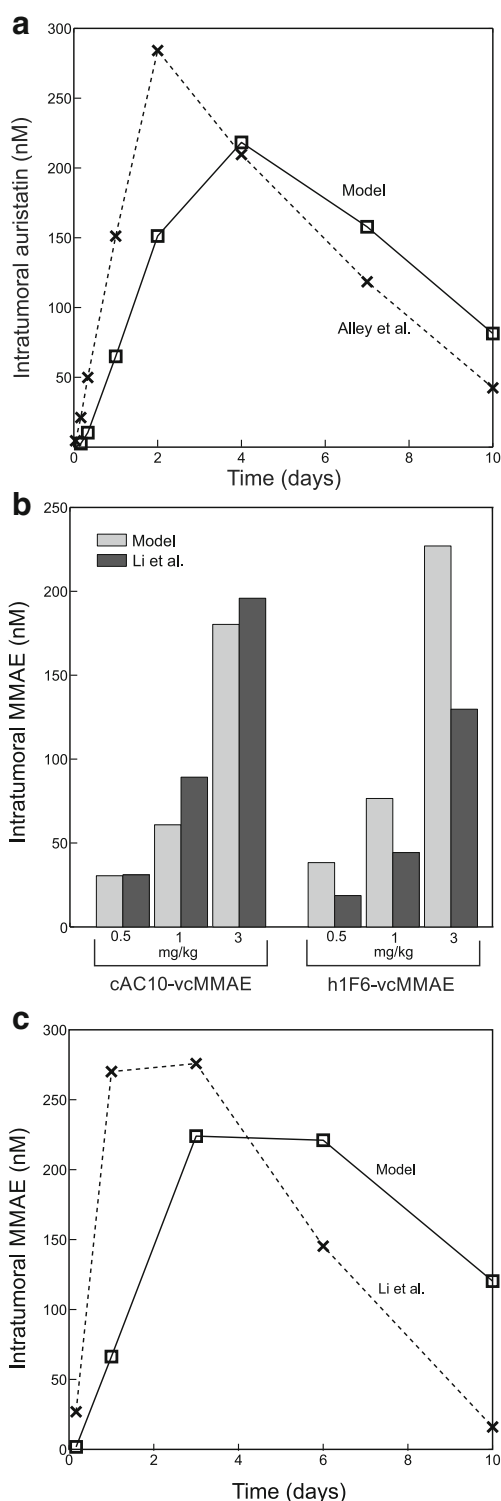 a
Intratumoral auristatin (nM)
300
250
200
150
100
50
0
2
4
6
8
10
Model
Alley et al.
Time (days)
b
Intratumoral MMAE (nM)
250
200
150
100
50
0
Model
Li et al.
0.5
1
3
mg/kg
cAC10-vcMMAE
0.5
1
3
mg/kg
h1F6-vcMMAE
c
Intratumoral MMAE (nM)
300
250
200
150
100
50
0
0
2
4
6
8
10
Model
Li et al.
Time (days)